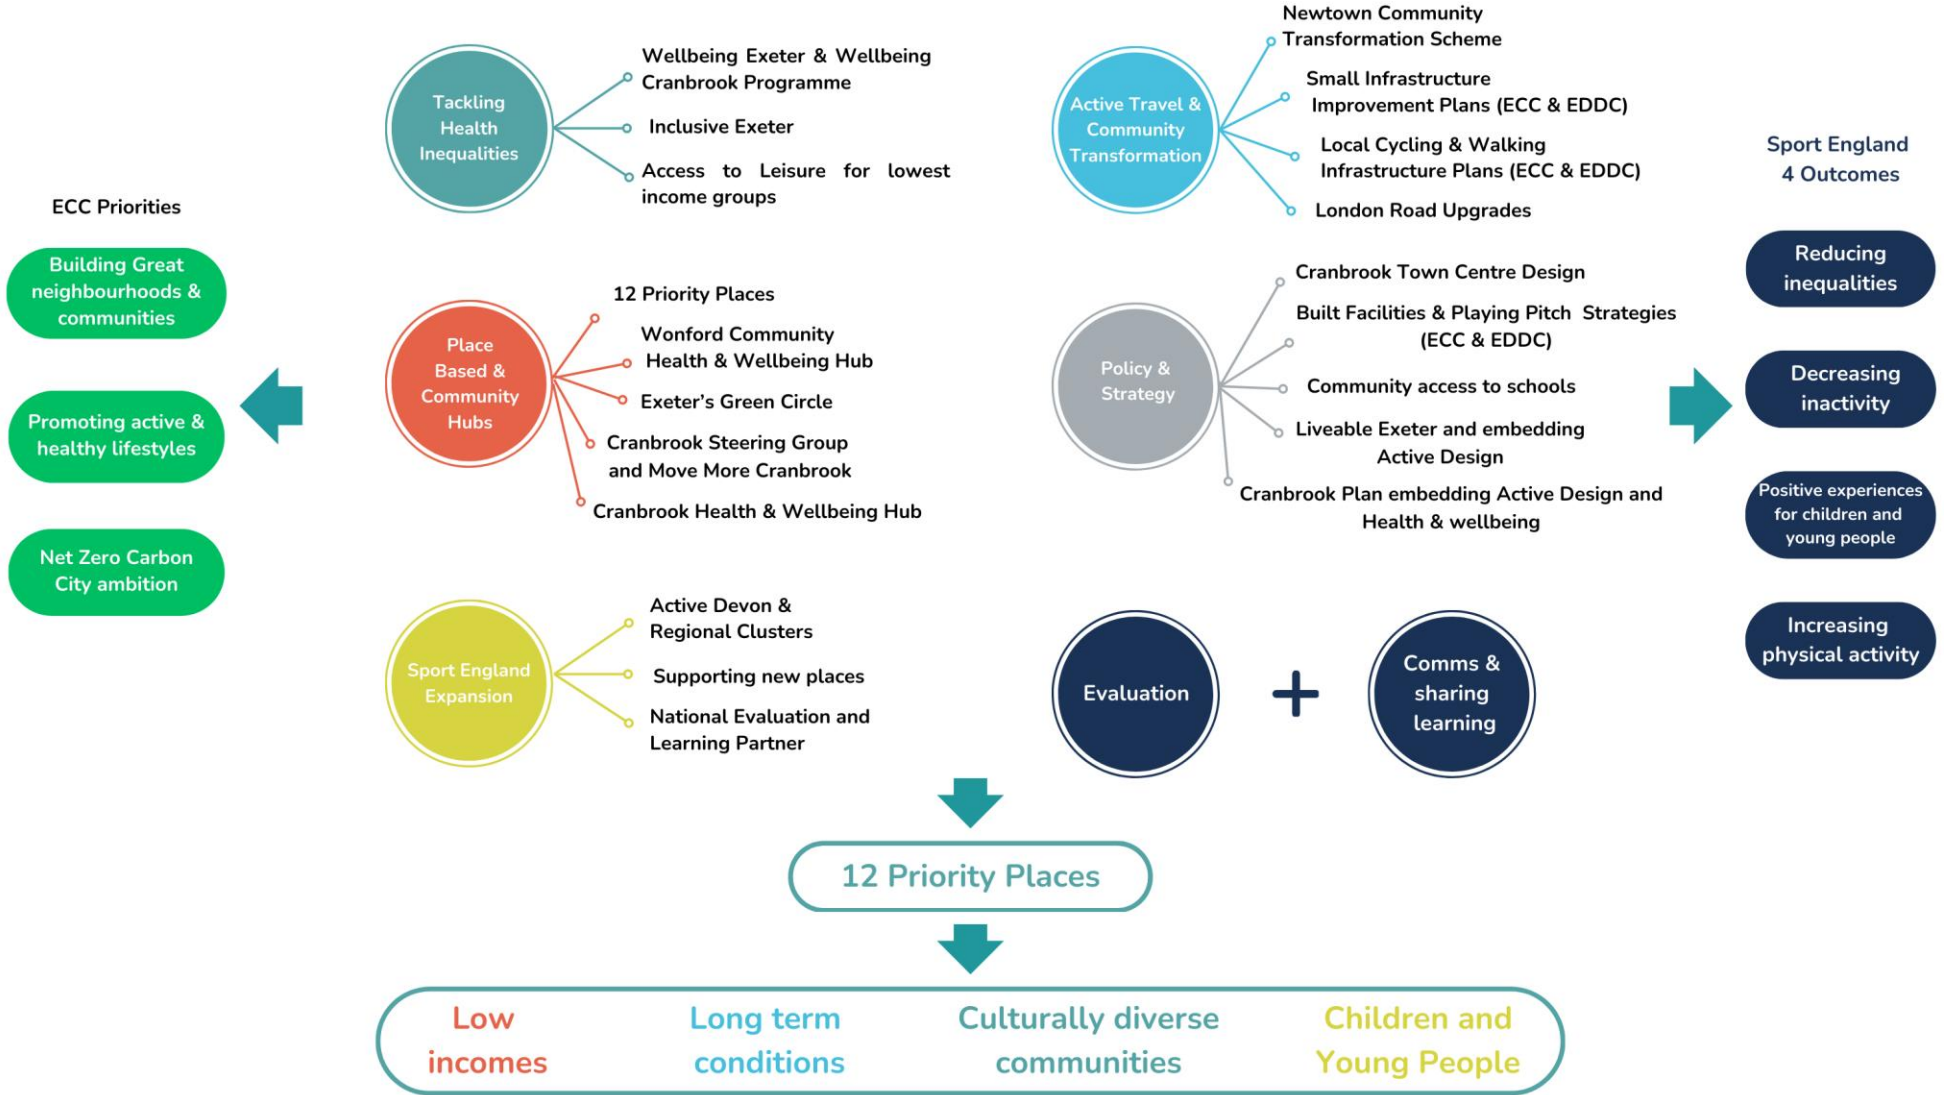 ECC Priorities
Building Great
neighbourhoods &
communities
Promoting active &
healthy lifestyles
Net Zero Carbon
City ambition
Tackling
Health
Inequalities
Wellbeing Exeter & Wellbeing
Cranbrook Programme
Inclusive Exeter
Access to Leisure for lowest
income groups
Place
Based &
Community
Hubs
12 Priority Places
Wonford Community
Health & Wellbeing Hub
Exeter's Green Circle
Cranbrook Steering Group
and Move More Cranbrook
Cranbrook Health & Wellbeing Hub
Sport England
Expansion
Active Devon &
Regional Clusters
Supporting new places
National Evaluation and
Learning Partner
Active Travel &
Community
Transformation
Newtown Community
Transformation Scheme
Small Infrastructure
Improvement Plans (ECC & EDDC)
Local Cycling & Walking
Infrastructure Plans (ECC & EDDC)
London Road Upgrades
Policy &
Strategy
Cranbrook Town Centre Design
Built Facilities & Playing Pitch Strategies
(ECC & EDDC)
Community access to schools
Liveable Exeter and embedding
Active Design
Cranbrook Plan embedding Active Design and
Health & wellbeing
Evaluation
+
Comms &
sharing
learning
Sport England
4 Outcomes
Reducing
inequalities
Decreasing
inactivity
Positive experiences
for children and
young people
Increasing
physical activity
12 Priority Places
Low
incomes
Long term
conditions
Culturally diverse
communities
Children and
Young People